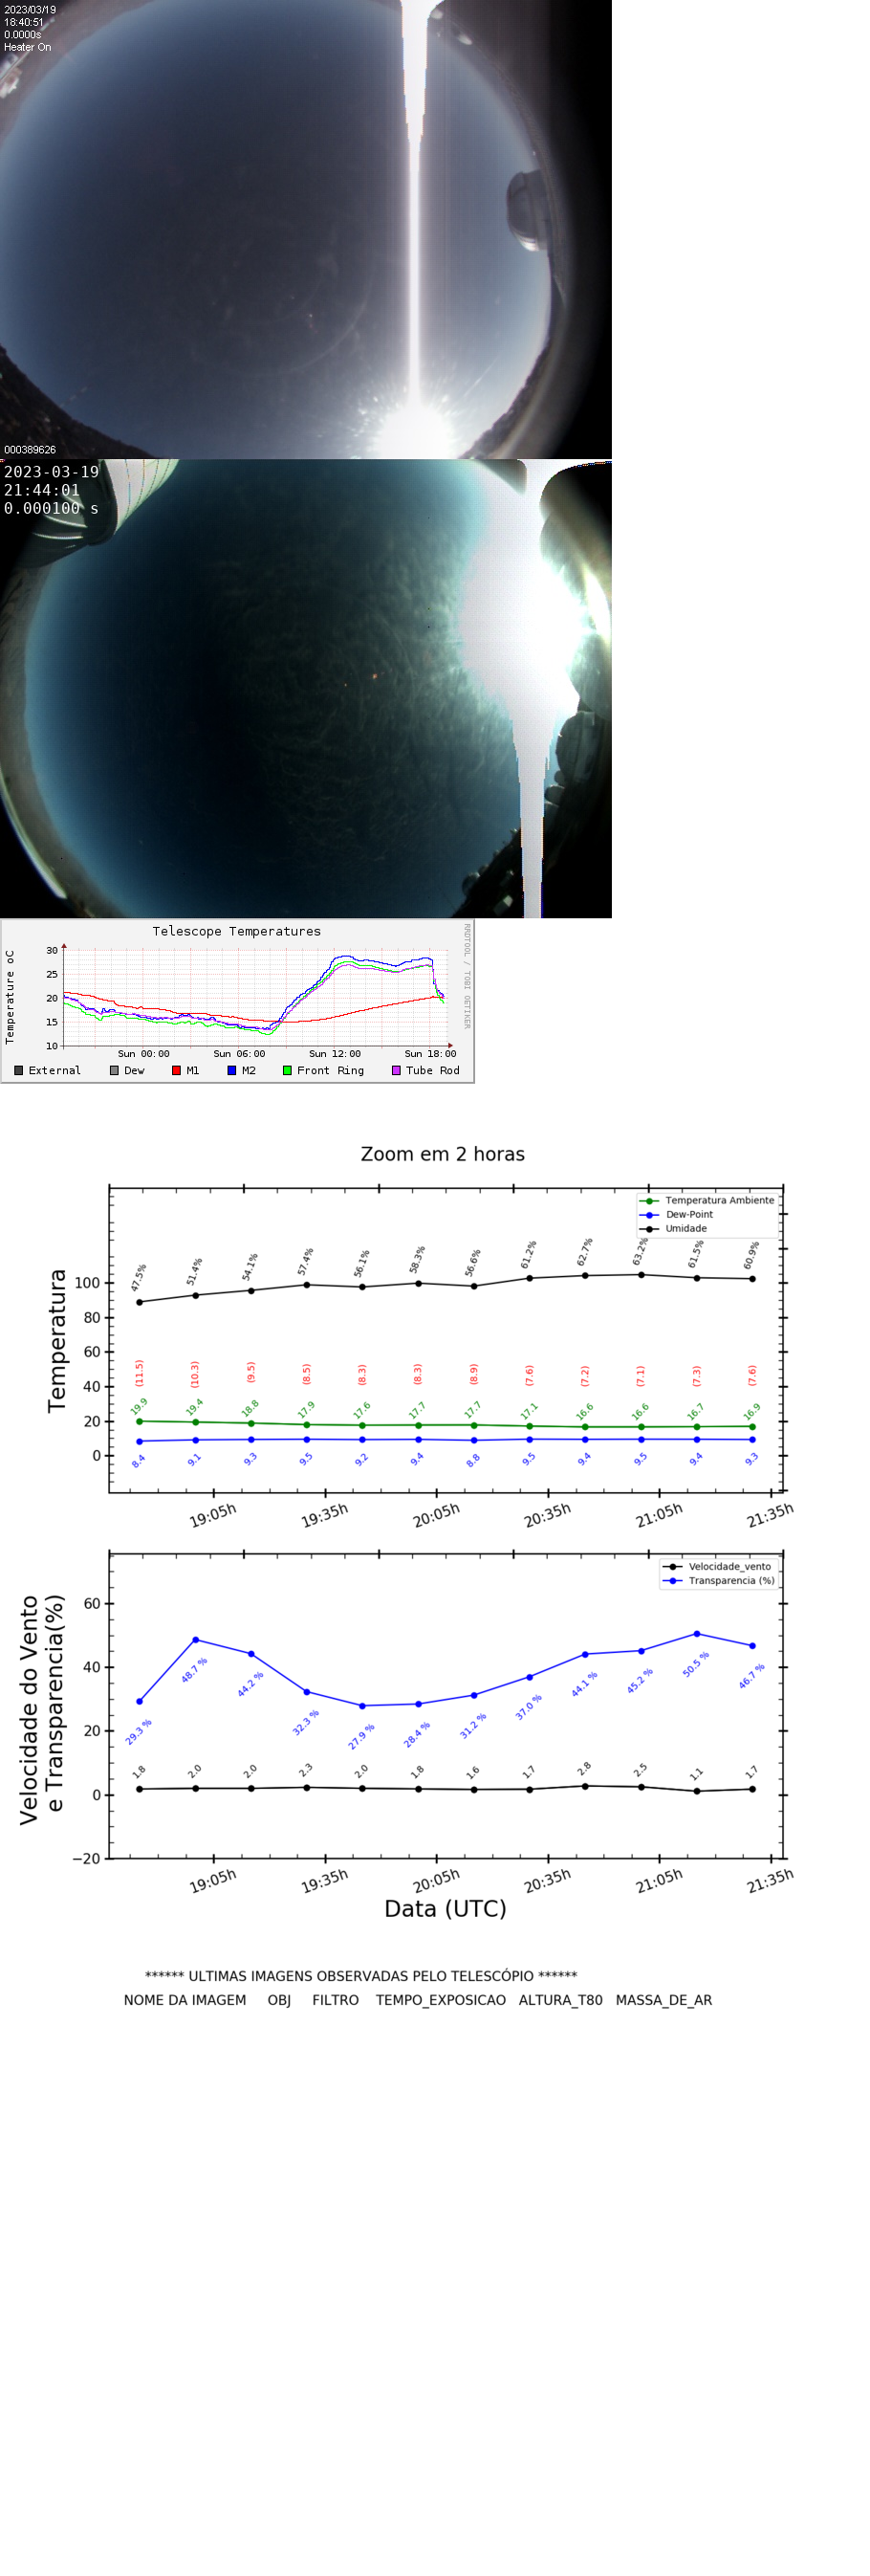 2023/03/19
18:40:51
0.0000s
Heater On
000389626
2023-03-19
21:44:01
0.000100 s
Telescope Temperatures
RRDTOOL / TOBI OETIKER
Temperature oC
30
25
20
15
10
Sun 00:00 Sun 06:00 Sun 12:00 Sun 18:00
External Dew M1 M2 Front Ring Tube Rod
Zoom em 2 horas
Temperatura Ambiente
Dew-Point
Umidade
Temperatura
100
80
60
40
20
0
47.5% 51.4% 54.1% 57.4% 56.1% 58.3% 56.6% 61.2% 62.7% 63.2% 61.5% 60.9%
(11.5) (10.3) (9.5) (8.5) (8.3) (8.3) (8.9) (7.6) (7.2) (7.1) (7.3) (7.6)
19.9 19.4 18.8 17.9 17.6 17.7 17.7 17.1 16.6 16.6 16.7 16.9
8.4 9.1 9.3 9.5 9.2 9.4 8.8 9.5 9.4 9.5 9.4 9.3
19:05h 19:35h 20:05h 20:35h 21:05h 21:35h
Velocidade_vento
Transparencia (%)
Velocidade do Vento
e Transparencia(%)
60
40
20
0
−20
29.3 % 48.7 % 44.2 % 32.3 % 27.9 % 28.4 % 31.2 % 37.0 % 44.1 % 45.2 % 50.5 % 46.7 %
1.8 2.0 2.0 2.3 2.0 1.8 1.6 1.7 2.8 2.5 1.1 1.7
19:05h 19:35h 20:05h 20:35h 21:05h 21:35h
Data (UTC)
****** ULTIMAS IMAGENS OBSERVADAS PELO TELESCÓPIO ******
NOME DA IMAGEM OBJ FILTRO TEMPO_EXPOSICAO ALTURA_T80 MASSA_DE_AR